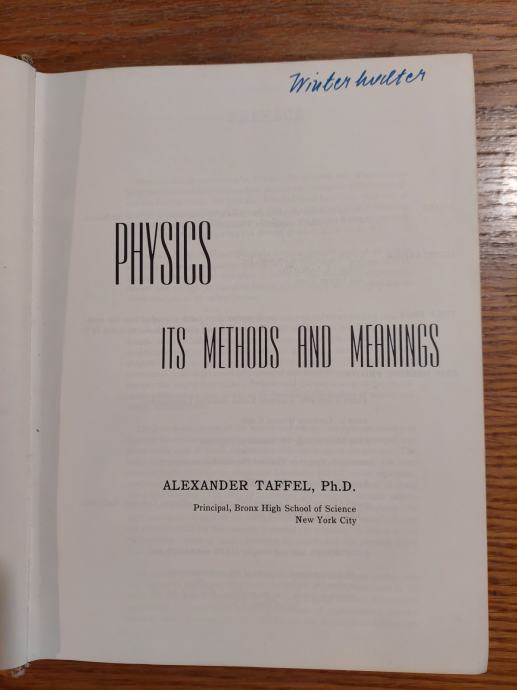 Winterhalter
PHYSICS
ITS METHODS AND MEANINGS
ALEXANDER TAFFEL, Ph.D.
Principal, Bronx High School of Science
New York City